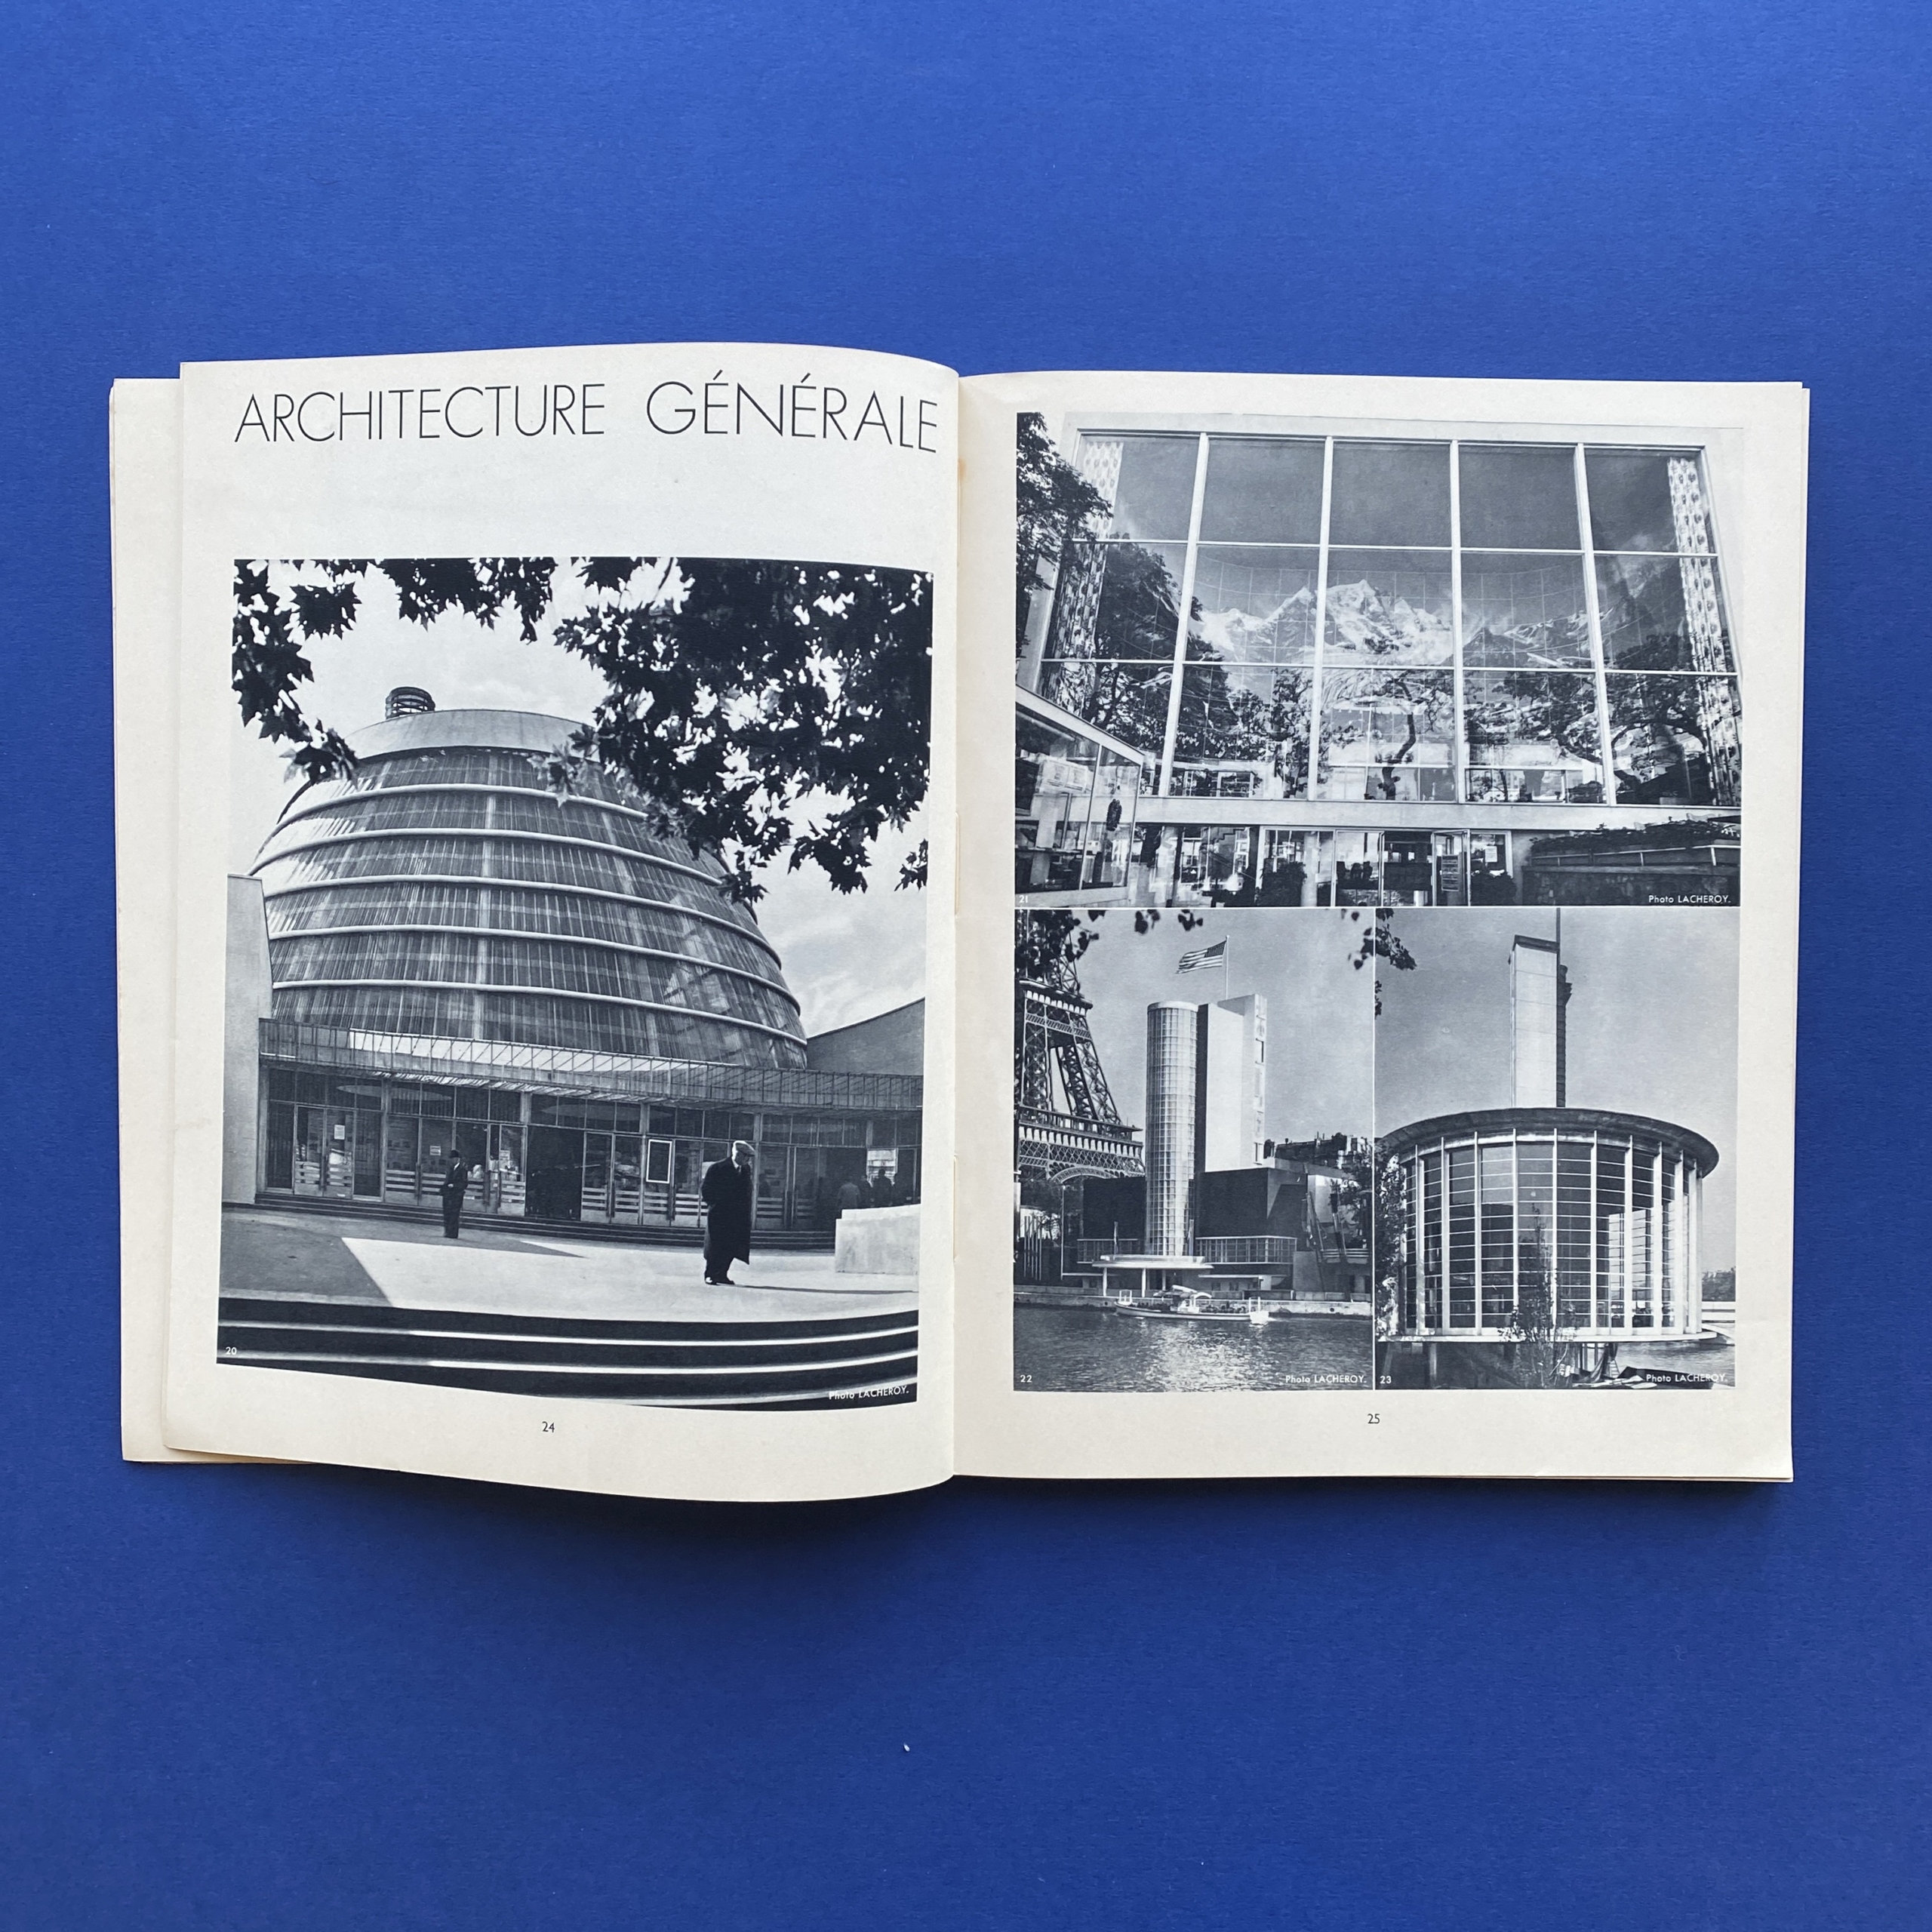 ARCHITECTURE GÉNÉRALE
20
Photo LACHEROY.
24
21
Photo LACHEROY.
22
Photo LACHEROY.
23
Photo LACHEROY.
25